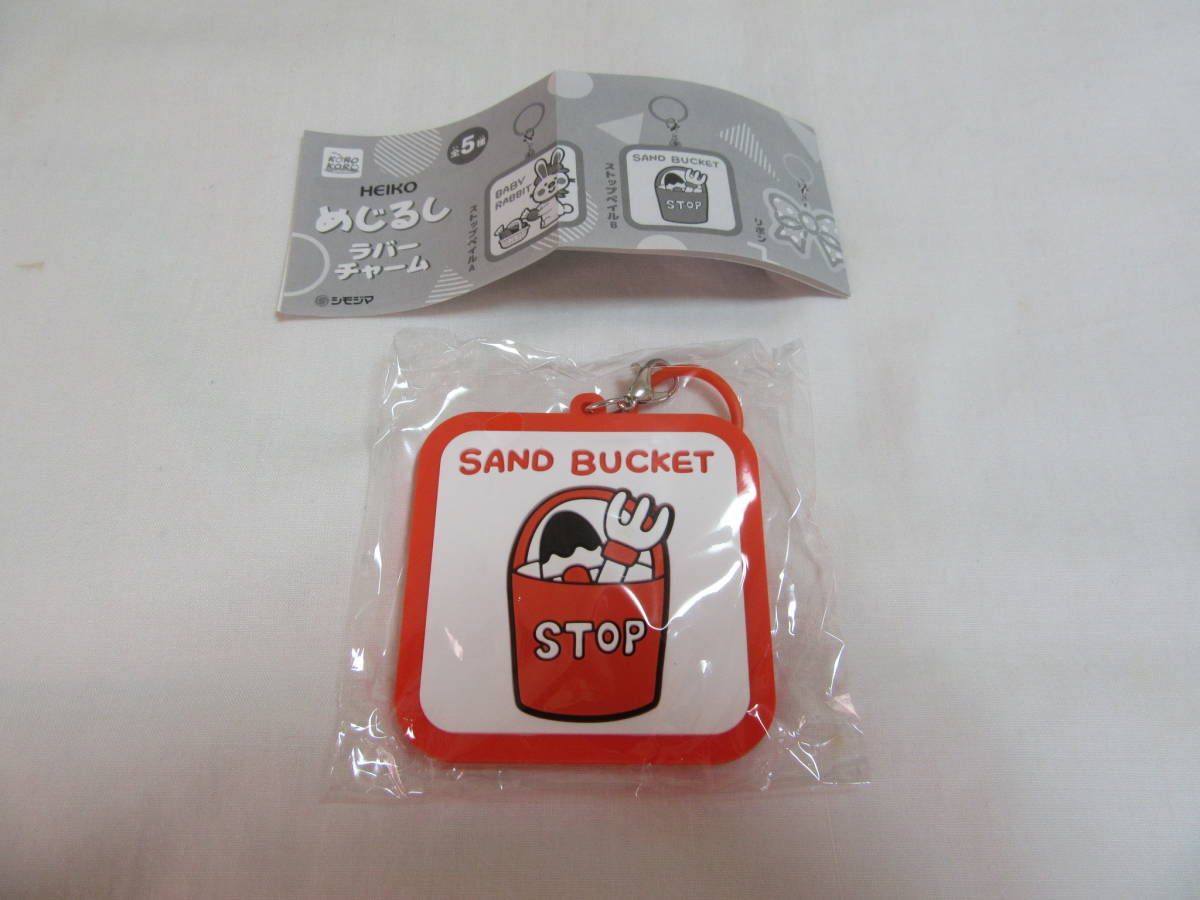 KORO
KORE
全5種
HEIKO
めじるし
ラバー
チャーム
シモジマ
BABY
RABBIT
ストップペイルA
SAND BUCKET
STOP
ストップペイルB
リボン
SAND BUCKET
STOP